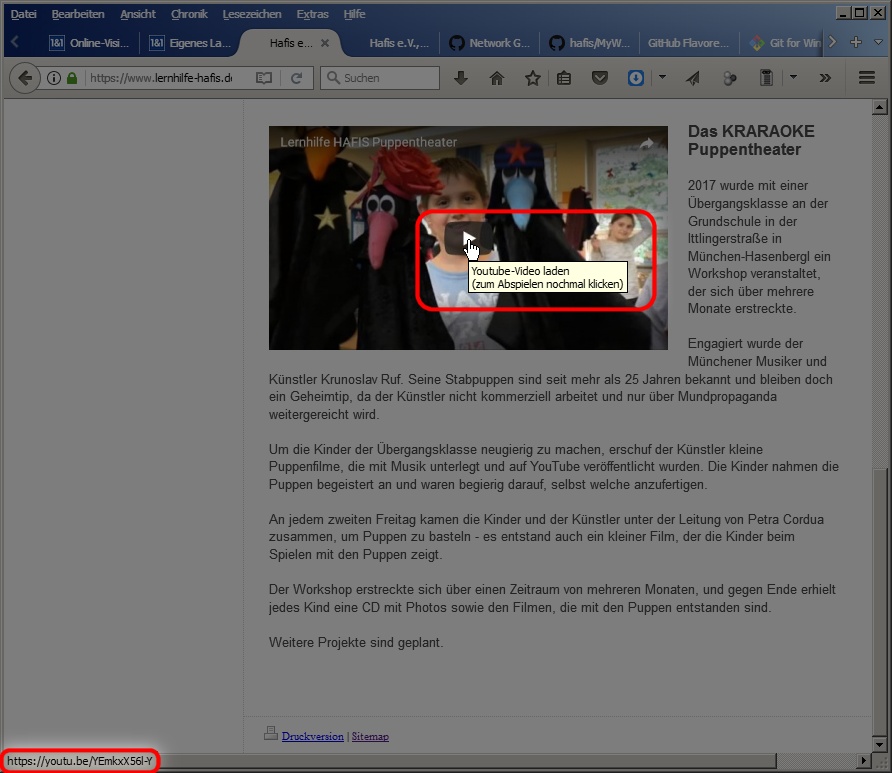 Datei Bearbeiten Ansicht Chronik Lesezeichen Extras Hilfe
1&1 Online-Visi... 1&1 Eigenes La... Hafis e... Hafis e.V.,... Network G... hafis/MyW... GitHub Flavore... Git for Win
https://www.lernhilfe-hafis.de Suchen
Lernhilfe HAFIS Puppentheater
Youtube-Video laden
(zum Abspielen nochmal klicken)
Das KRARAOKE
Puppentheater
2017 wurde mit einer
Übergangsklasse an der
Grundschule in der
Ittlingerstraße in
München-Hasenbergl ein
Workshop veranstaltet,
der sich über mehrere
Monate erstreckte.
Engagiert wurde der
Münchener Musiker und
Künstler Krunoslav Ruf. Seine Stabpuppen sind seit mehr als 25 Jahren bekannt und bleiben doch
ein Geheimtip, da der Künstler nicht kommerziell arbeitet und nur über Mundpropaganda
weitergereicht wird.
Um die Kinder der Übergangsklasse neugierig zu machen, erschuf der Künstler kleine
Puppenfilme, die mit Musik unterlegt und auf YouTube veröffentlicht wurden. Die Kinder nahmen die
Puppen begeistert an und waren begierig darauf, selbst welche anzufertigen.
An jedem zweiten Freitag kamen die Kinder und der Künstler unter der Leitung von Petra Cordua
zusammen, um Puppen zu basteln - es entstand auch ein kleiner Film, der die Kinder beim
Spielen mit den Puppen zeigt.
Der Workshop erstreckte sich über einen Zeitraum von mehreren Monaten, und gegen Ende erhielt
jedes Kind eine CD mit Photos sowie den Filmen, die mit den Puppen entstanden sind.
Weitere Projekte sind geplant.
Druckversion | Sitemap
https://youtu.be/YEmkxX56l-Y